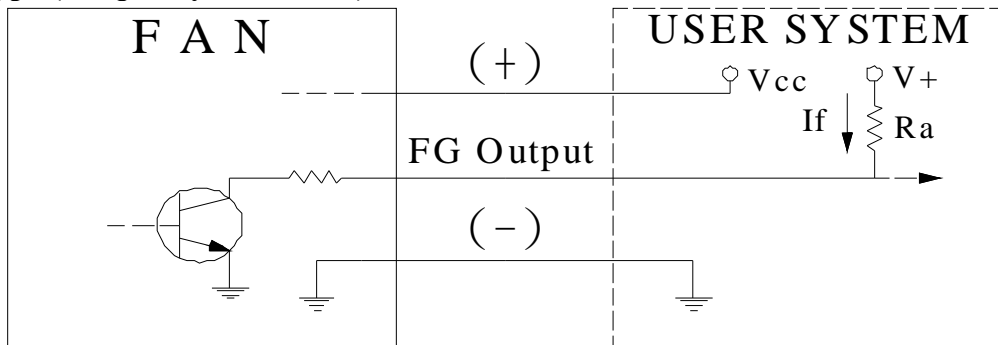 F A N
USER SYSTEM
(+)
Vcc
V+
If
Ra
FG Output
(-)